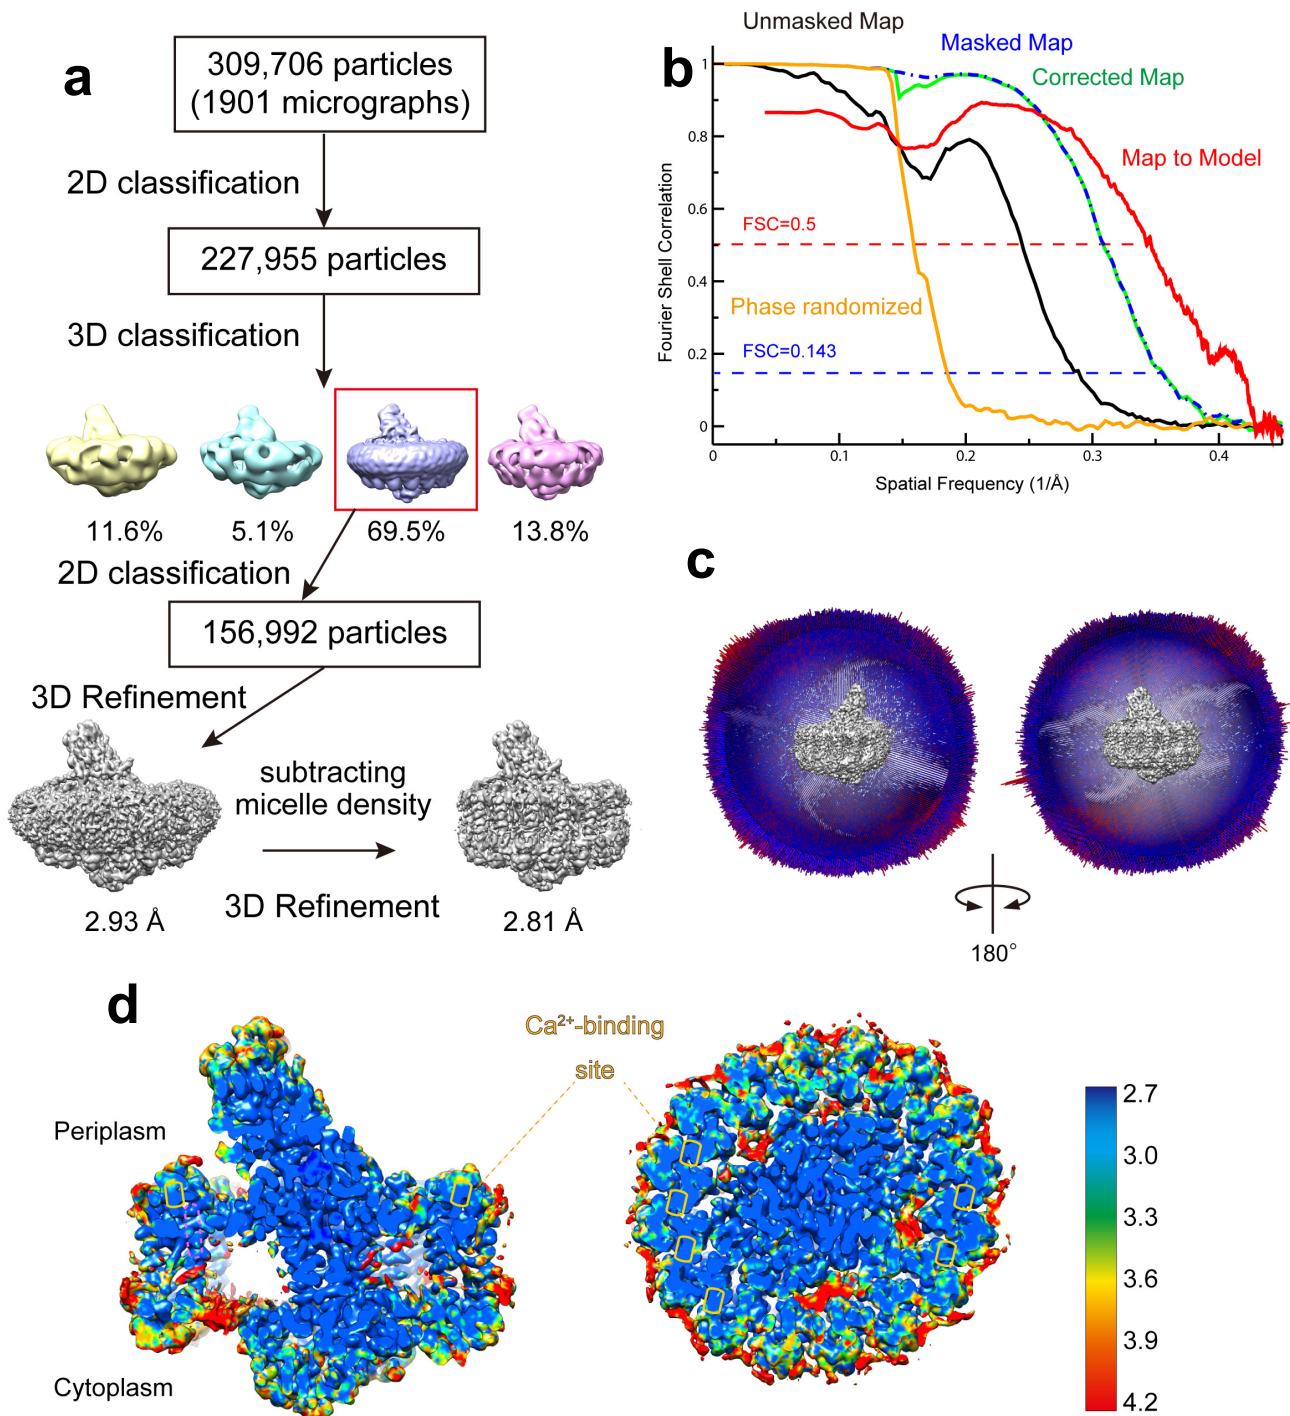 a
309,706 particles
(1901 micrographs)
2D classification
227,955 particles
3D classification
11.6%
5.1%
69.5%
13.8%
2D classification
156,992 particles
3D Refinement
subtracting
micelle density
3D Refinement
2.93 Å
2.81 Å
b
Unmasked Map
Masked Map
Corrected Map
Map to Model
FSC=0.5
Phase randomized
FSC=0.143
Fourier Shell Correlation
1
0.8
0.6
0.4
0.2
0
0
0.1
0.2
0.3
0.4
Spatial Frequency (1/Å)
c
180°
d
Ca²⁺-binding
site
Periplasm
Cytoplasm
2.7
3.0
3.3
3.6
3.9
4.2